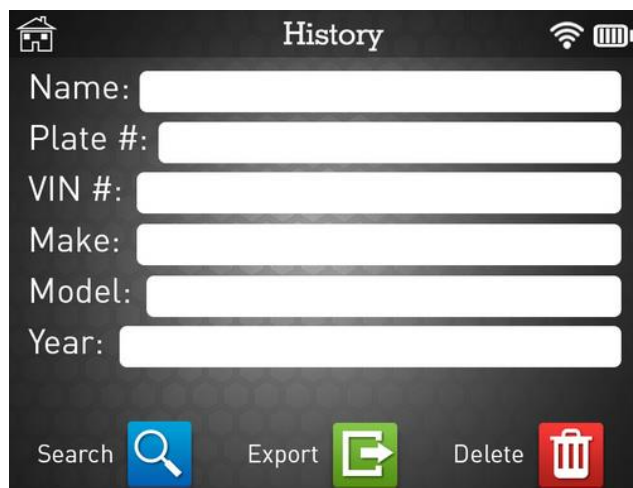 History
Name:
Plate #:
VIN #:
Make:
Model:
Year:
Search Export Delete